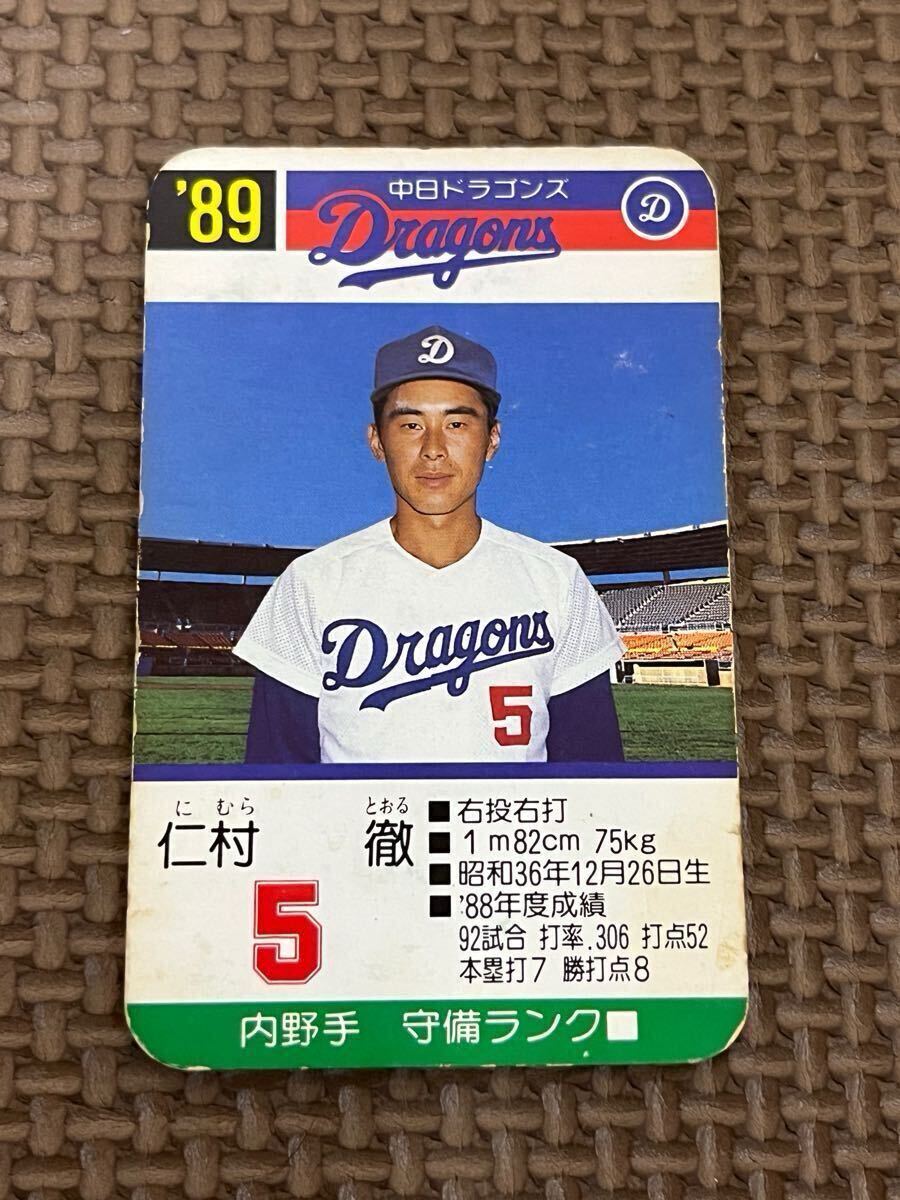 '89
中日ドラゴンズ
Dragons
D
D
Dragons
5
にむら とおる
仁村 徹
5
■右投右打
■1m82cm 75kg
■昭和36年12月26日生
■'88年度成績
92試合 打率.306 打点52
本塁打7 勝打点8
内野手 守備ランク■